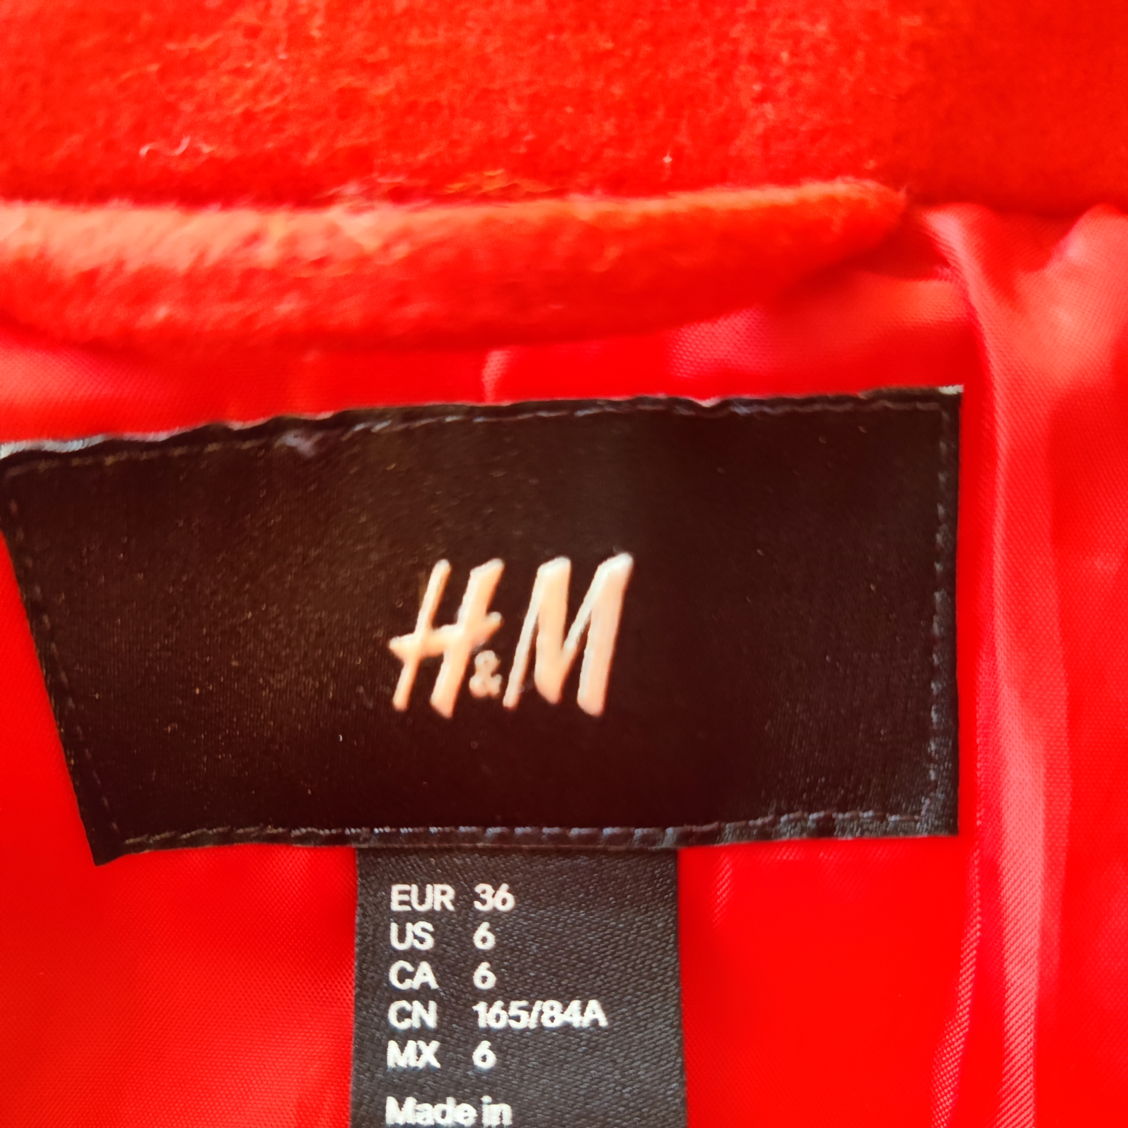 H&M
EUR 36
US 6
CA 6
CN 165/84A
MX 6
Made in